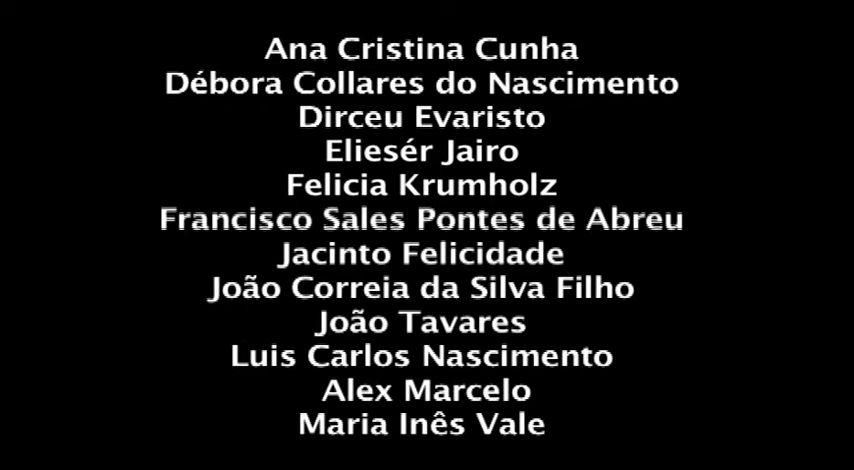 Ana Cristina Cunha
Débora Collares do Nascimento
Dirceu Evaristo
Eliesér Jairo
Felicia Krumholz
Francisco Sales Pontes de Abreu
Jacinto Felicidade
João Correia da Silva Filho
João Tavares
Luis Carlos Nascimento
Alex Marcelo
Maria Inês Vale